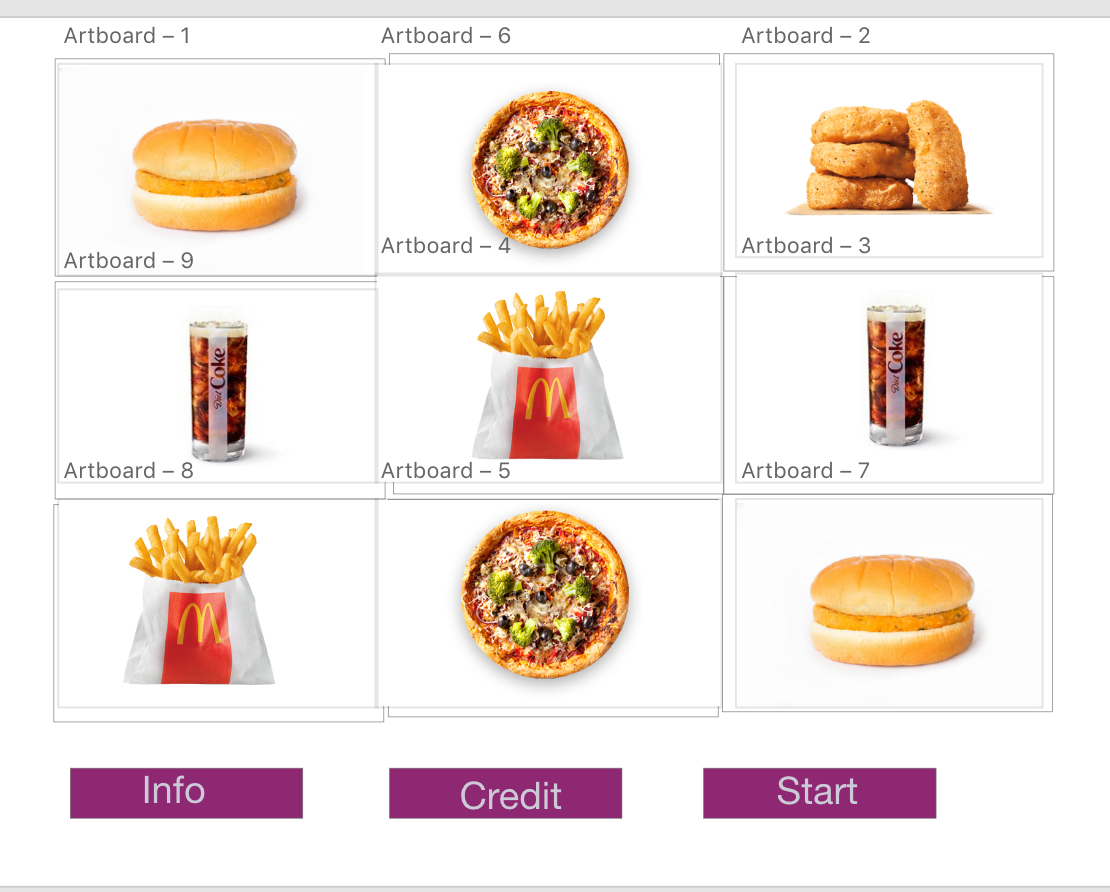 Artboard – 1
Artboard – 6
Artboard – 2
Artboard – 9
Artboard – 4
Artboard – 3
Diet Coke
M
Diet Coke
Artboard – 8
Artboard – 5
Artboard – 7
M
Info
Credit
Start